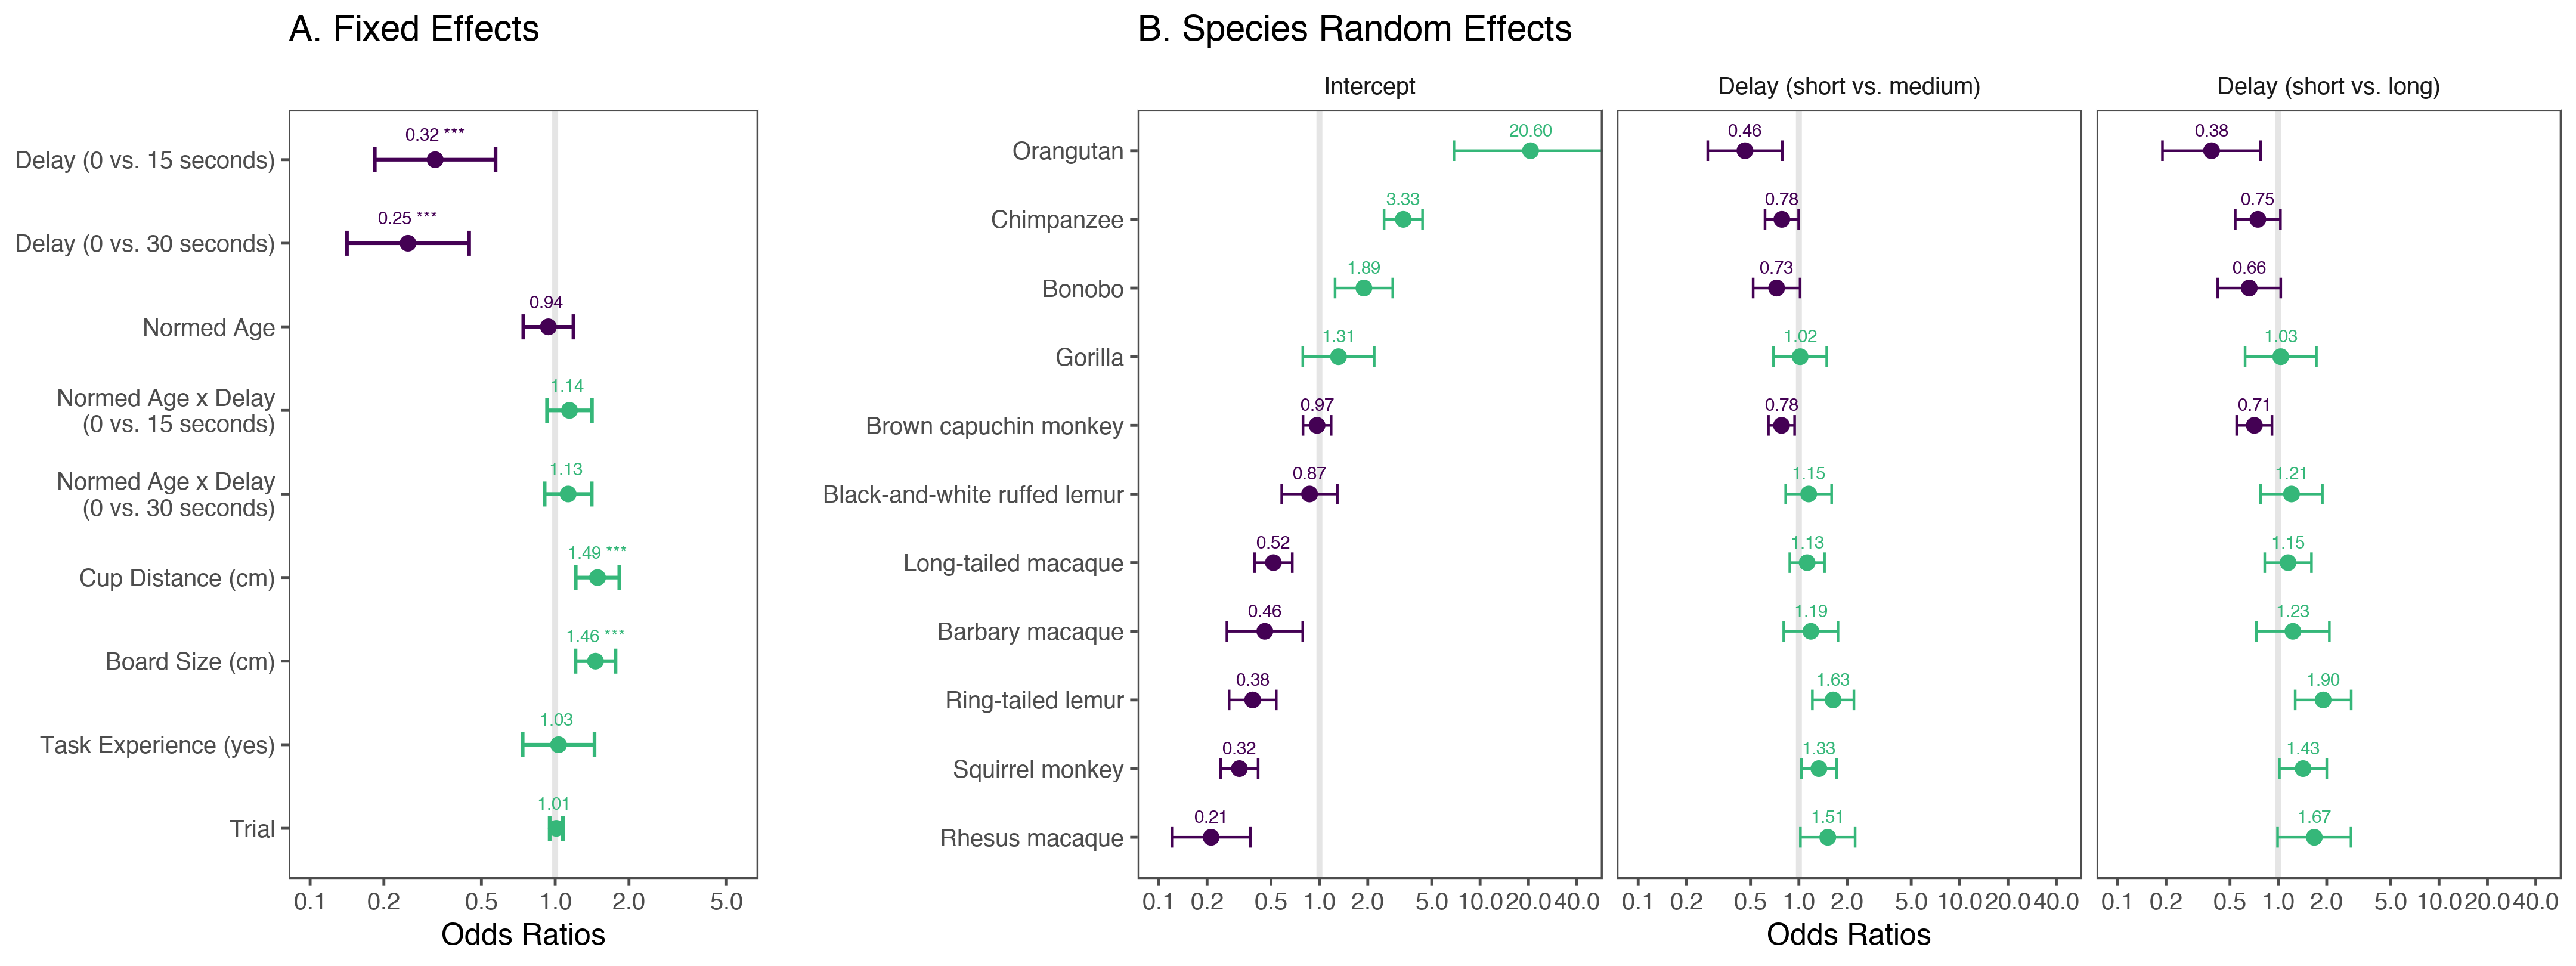 A. Fixed Effects
B. Species Random Effects
Delay (0 vs. 15 seconds)
Delay (0 vs. 30 seconds)
Normed Age
Normed Age x Delay
(0 vs. 15 seconds)
Normed Age x Delay
(0 vs. 30 seconds)
Cup Distance (cm)
Board Size (cm)
Task Experience (yes)
Trial
0.32 ***
0.25 ***
0.94
1.14
1.13
1.49 ***
1.46 ***
1.03
1.01
0.1 0.2 0.5 1.0 2.0 5.0
Odds Ratios
Intercept
Delay (short vs. medium)
Delay (short vs. long)
Orangutan 20.60 0.46 0.38
Chimpanzee 3.33 0.78 0.75
Bonobo 1.89 0.73 0.66
Gorilla 1.31 1.02 1.03
Brown capuchin monkey 0.97 0.78 0.71
Black-and-white ruffed lemur 0.87 1.15 1.21
Long-tailed macaque 0.52 1.13 1.15
Barbary macaque 0.46 1.19 1.23
Ring-tailed lemur 0.38 1.63 1.90
Squirrel monkey 0.32 1.33 1.43
Rhesus macaque 0.21 1.51 1.67
0.1 0.2 0.5 1.0 2.0 5.0 10.0 20.0 40.0
0.1 0.2 0.5 1.0 2.0 5.0 10.0 20.0 40.0
0.1 0.2 0.5 1.0 2.0 5.0 10.0 20.0 40.0
Odds Ratios